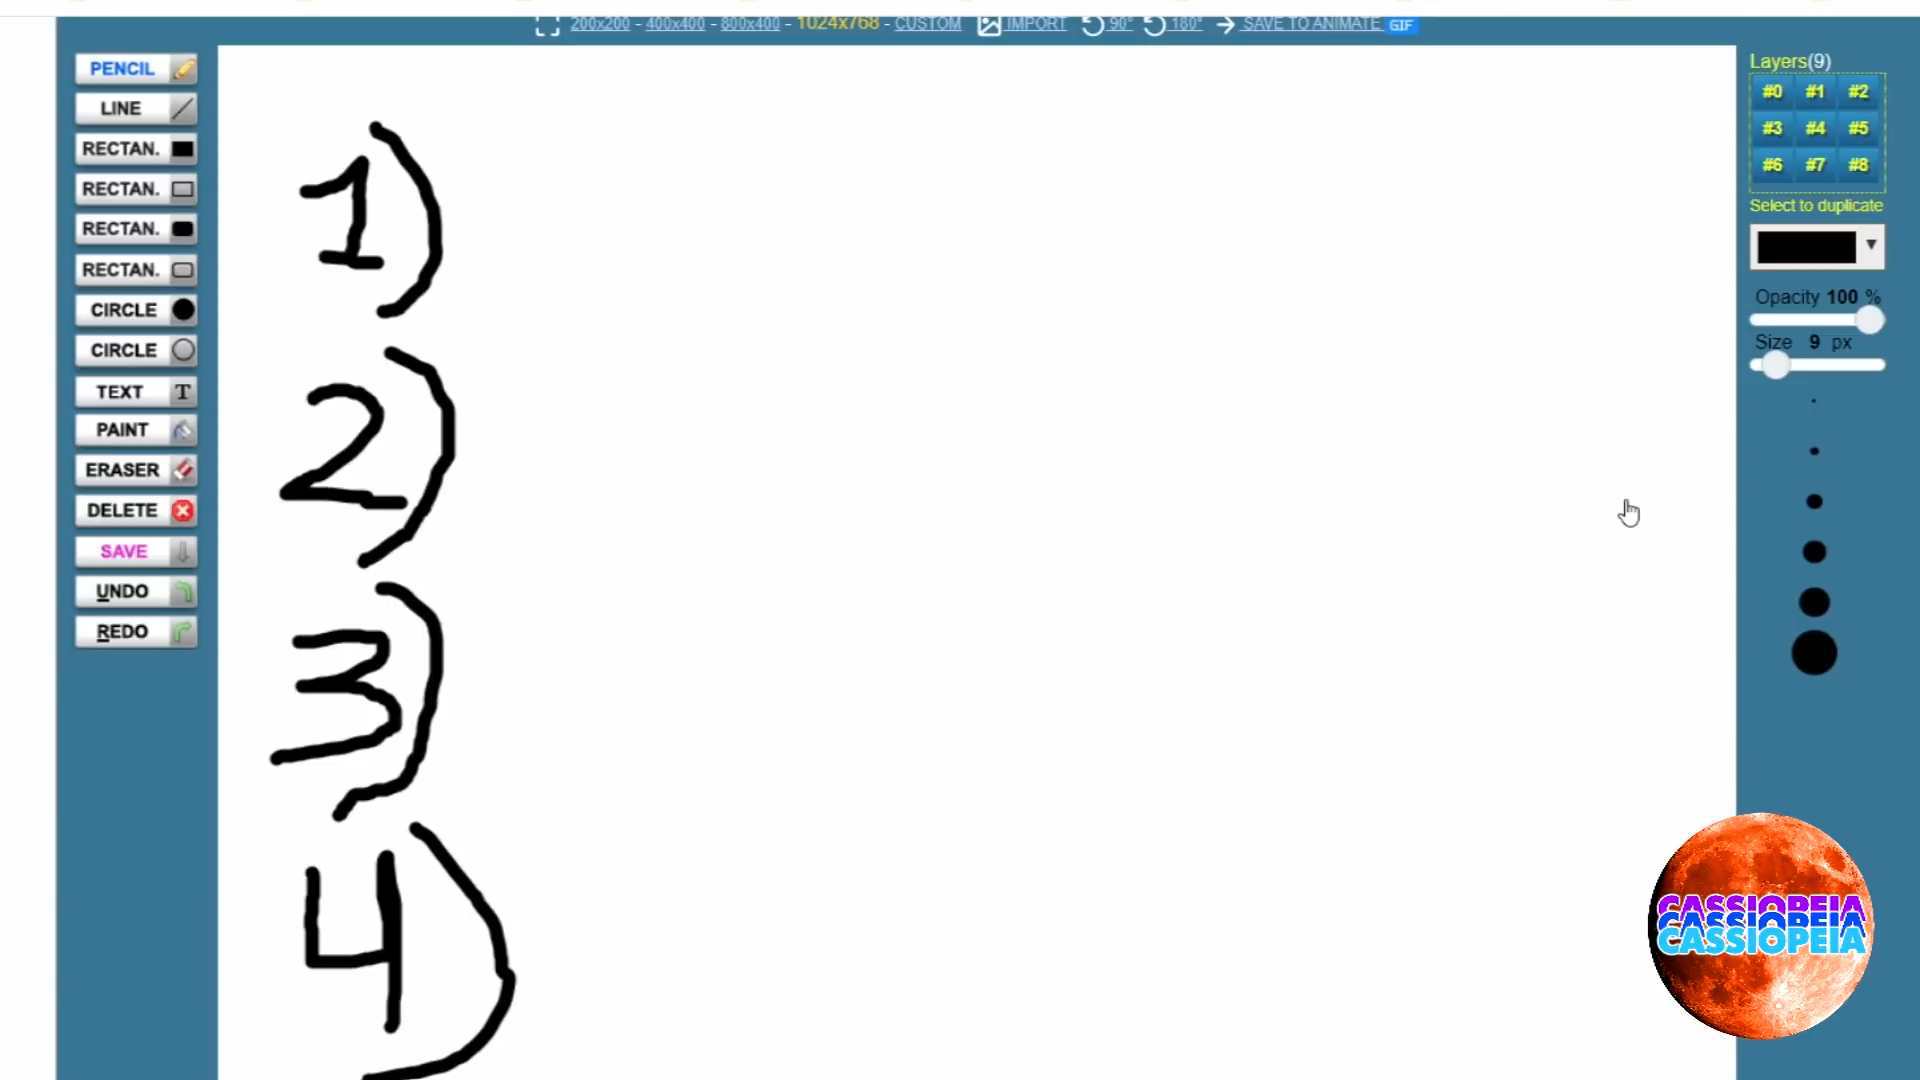 200x200 - 400x400 - 800x400 - 1024x768 - CUSTOM IMPORT 90° 180° SAVE TO ANIMATE GIF
PENCIL
LINE
RECTAN.
RECTAN.
RECTAN.
RECTAN.
CIRCLE
CIRCLE
TEXT T
PAINT
ERASER
DELETE
SAVE
UNDO
REDO
1)
2)
3)
4)
Layers(9)
#0 #1 #2
#3 #4 #5
#6 #7 #8
Select to duplicate
Opacity 100 %
Size 9 px
CASSIOPEIA
CASSIOPEIA
CASSIOPEIA